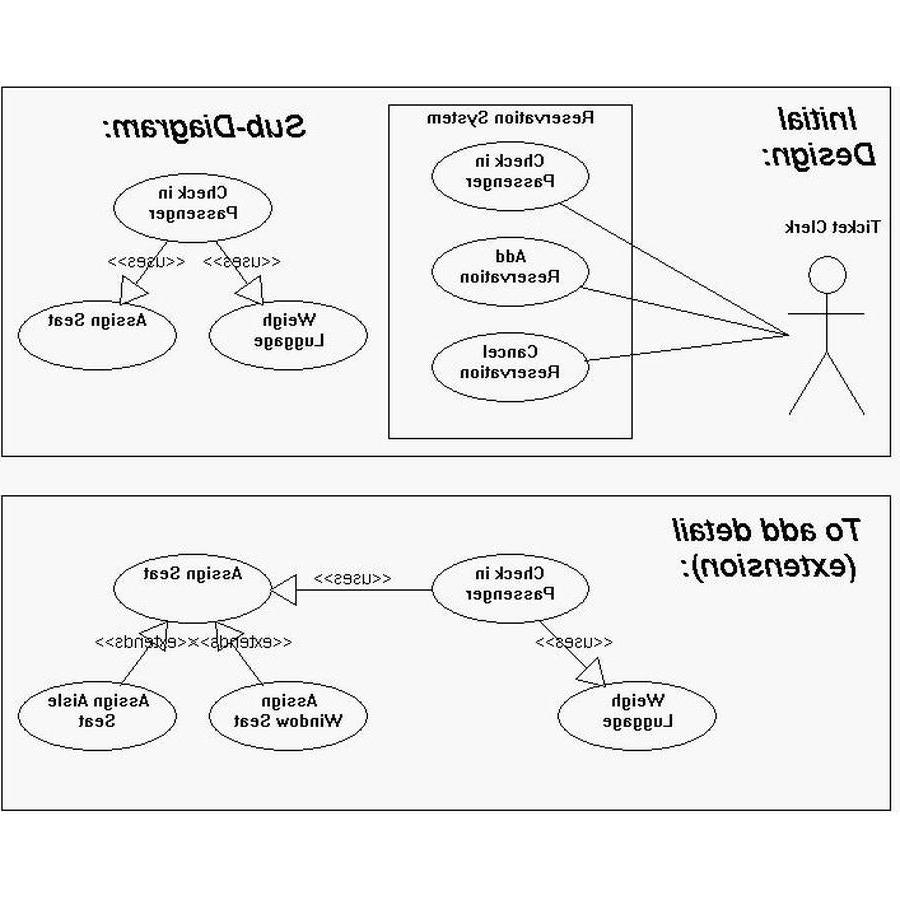 Initial
Design:
Ticket Clerk
Reservation System
Check in
Passenger
Add
Reservation
Cancel
Reservation
Sub-Diagram:
Check in
Passenger
<<uses>>
<<uses>>
Weigh
Luggage
Assign Seat
To add detail
(extension):
Check in
Passenger
<<uses>>
Assign Seat
<<uses>>
<<extends>>
<<extends>>
Weigh
Luggage
Assign
Window Seat
Assign Aisle
Seat